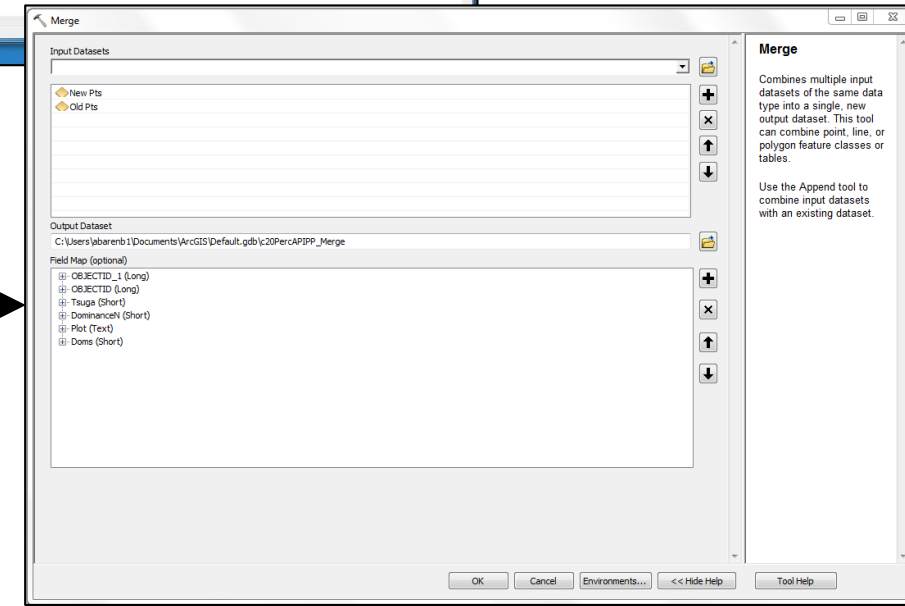 Merge
Input Datasets
New Pts
Old Pts
Output Dataset
C:\Users\abarenb1\Documents\ArcGIS\Default.gdb\c20PercAPIPP_Merge
Field Map (optional)
OBJECTID_1 (Long)
OBJECTID (Long)
Tsuga (Short)
DominanceN (Short)
Plot (Text)
Doms (Short)
OK
Cancel
Environments...
<< Hide Help
Tool Help
Merge
Combines multiple input
datasets of the same data
type into a single, new
output dataset. This tool
can combine point, line, or
polygon feature classes or
tables.
Use the Append tool to
combine input datasets
with an existing dataset.